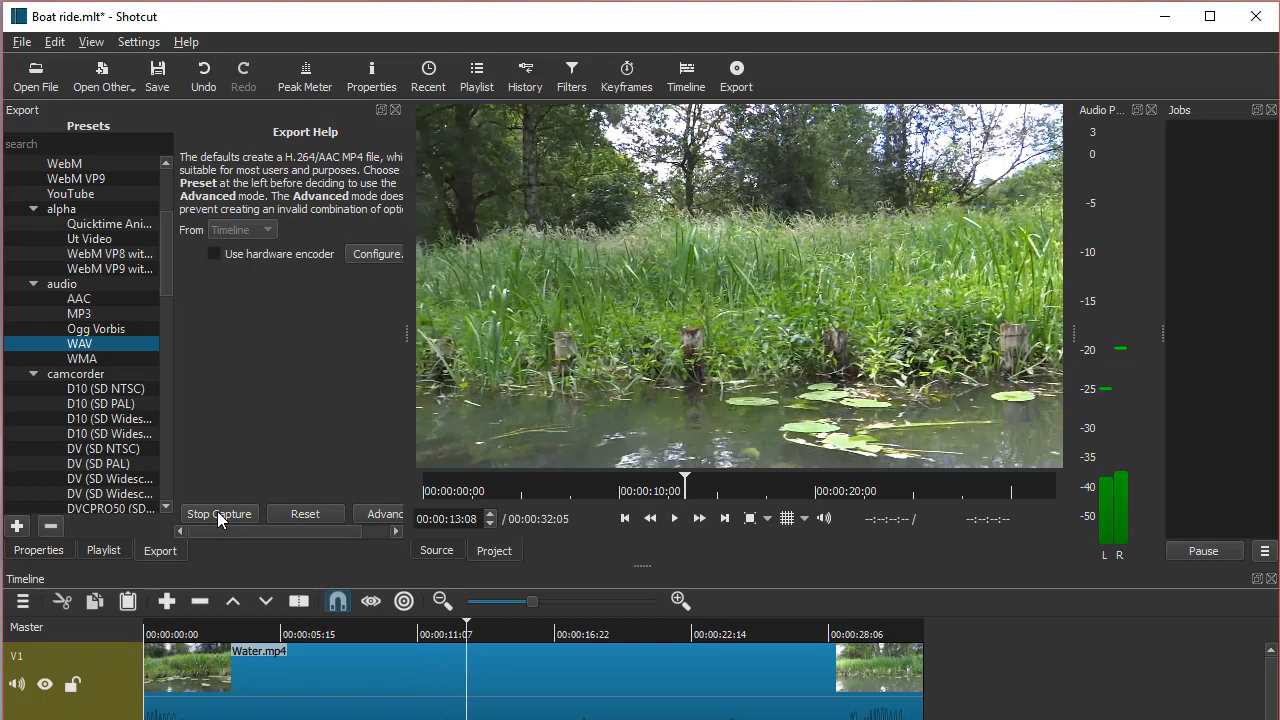 Boat ride.mlt* - Shotcut
File Edit View Settings Help
Open File Open Other Save Undo Redo Peak Meter Properties Recent Playlist History Filters Keyframes Timeline Export
Export
Presets
search
WebM
WebM VP9
YouTube
alpha
Quicktime Ani...
Ut Video
WebM VP8 wit...
WebM VP9 wit...
audio
AAC
MP3
Ogg Vorbis
WAV
WMA
camcorder
D10 (SD NTSC)
D10 (SD PAL)
D10 (SD Wides...
D10 (SD Wides...
DV (SD NTSC)
DV (SD PAL)
DV (SD Widesc...
DV (SD Widesc...
DVCPRO50 (SD...
Export Help
The defaults create a H.264/AAC MP4 file, whi
suitable for most users and purposes. Choose
Preset at the left before deciding to use the
Advanced mode. The Advanced mode does
prevent creating an invalid combination of optio
From Timeline
Use hardware encoder Configure.
Stop Capture Reset Advanc
Properties Playlist Export
00:00:00;00 00:00:10;00 00:00:20;00
00:00:13:08 / 00:00:32:05 --:--:--:-- / --:--:--:--
Source Project
Audio P...
3
0
-5
-10
-15
-20
-25
-30
-35
-40
-50
L R
Jobs
Pause
Timeline
Master
00:00:00:00 00:00:05:15 00:00:11:07 00:00:16:22 00:00:22:14 00:00:28:06
V1
Water.mp4